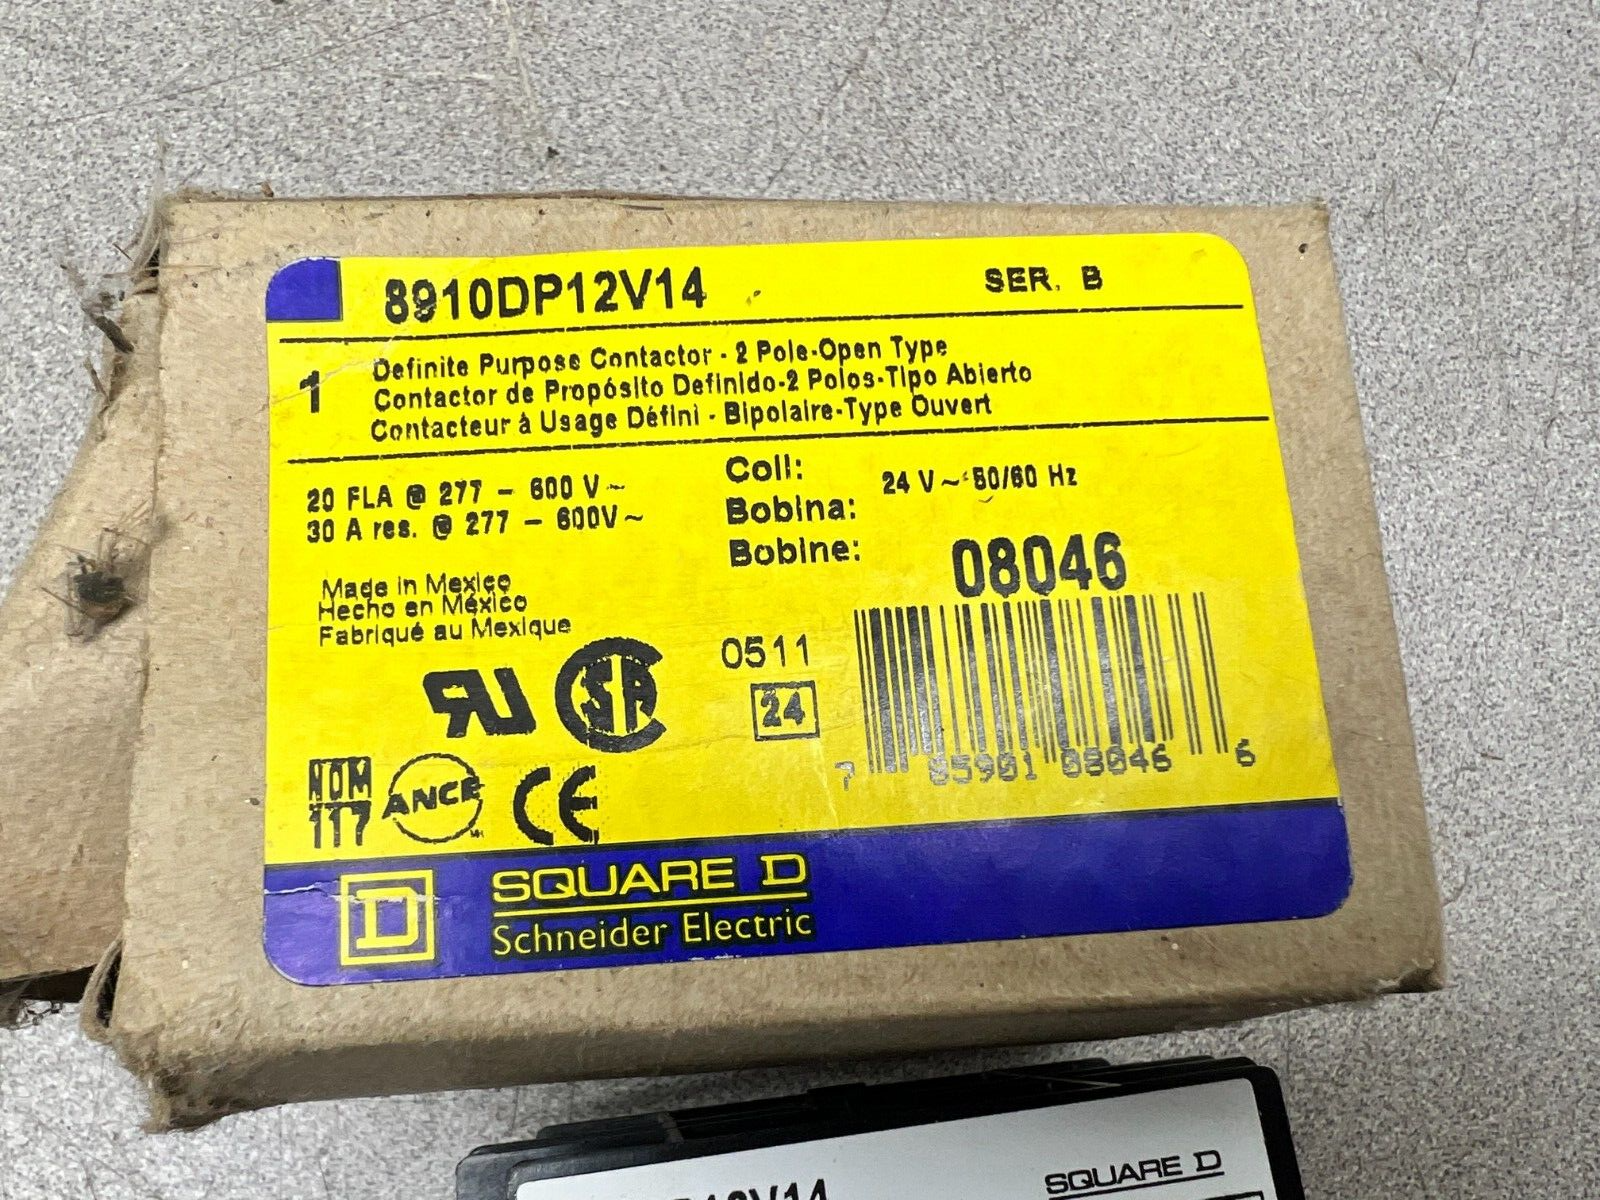 8910DP12V14 SER. B
1
Definite Purpose Contactor - 2 Pole-Open Type
Contactor de Propósito Definido-2 Polos-Tipo Abierto
Contacteur à Usage Défini - Bipolaire-Type Ouvert
20 FLA @ 277 - 600 V~
30 A res. @ 277 - 600V~
Coil:
Bobina:
Bobine:
24 V~ 50/60 Hz
08046
Made in Mexico
Hecho en México
Fabriqué au Mexique
0511
24
7 85901 08046 6
RU
CSA
NOM
117
ANCE
CE
D
SQUARE D
Schneider Electric
SQUARE D
12V14